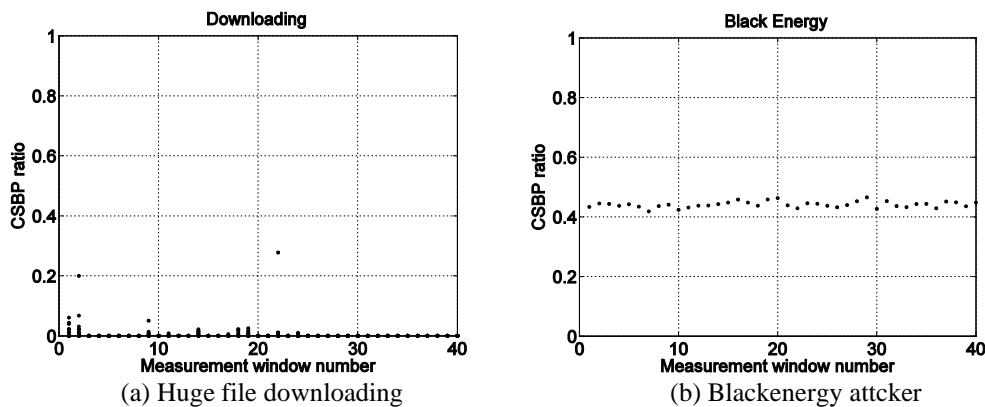 Downloading
1
0.8
0.6
0.4
0.2
0
CSBP ratio
0 10 20 30 40
Measurement window number
(a) Huge file downloading
Black Energy
1
0.8
0.6
0.4
0.2
0
CSBP ratio
0 10 20 30 40
Measurement window number
(b) Blackenergy attcker